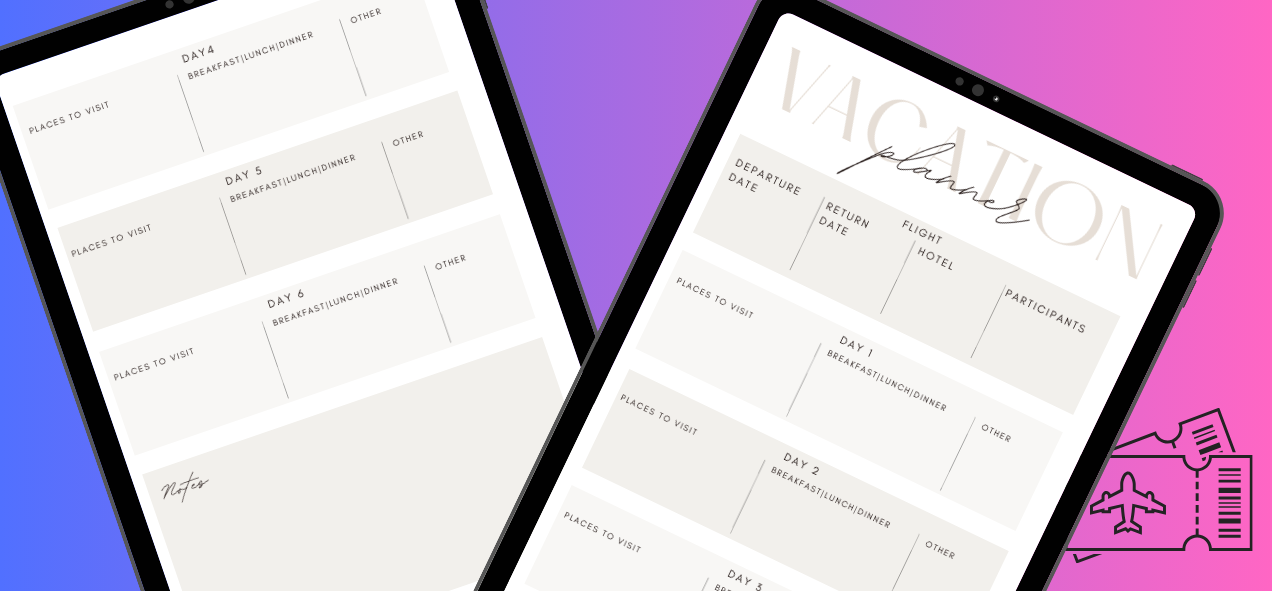 DAY4
BREAKFAST|LUNCH|DINNER
OTHER
PLACES TO VISIT
DAY 5
BREAKFAST|LUNCH|DINNER
OTHER
PLACES TO VISIT
DAY 6
BREAKFAST|LUNCH|DINNER
OTHER
PLACES TO VISIT
Notes
VACATION
planner
DEPARTURE
DATE
RETURN
DATE
FLIGHT
HOTEL
PARTICIPANTS
PLACES TO VISIT
DAY 1
BREAKFAST|LUNCH|DINNER
OTHER
PLACES TO VISIT
DAY 2
BREAKFAST|LUNCH|DINNER
OTHER
PLACES TO VISIT
DAY 3